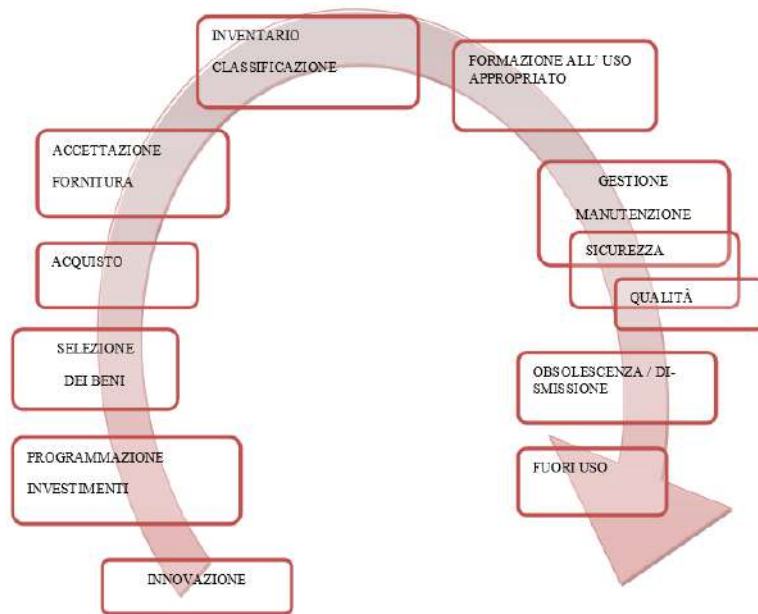 INNOVAZIONE
PROGRAMMAZIONE
INVESTIMENTI
SELEZIONE
DEI BENI
ACQUISTO
ACCETTAZIONE
FORNITURA
INVENTARIO
CLASSIFICAZIONE
FORMAZIONE ALL' USO
APPROPRIATO
GESTIONE
MANUTENZIONE
SICUREZZA
QUALITÀ
OBSOLESCENZA / DI-
SMISSIONE
FUORI USO